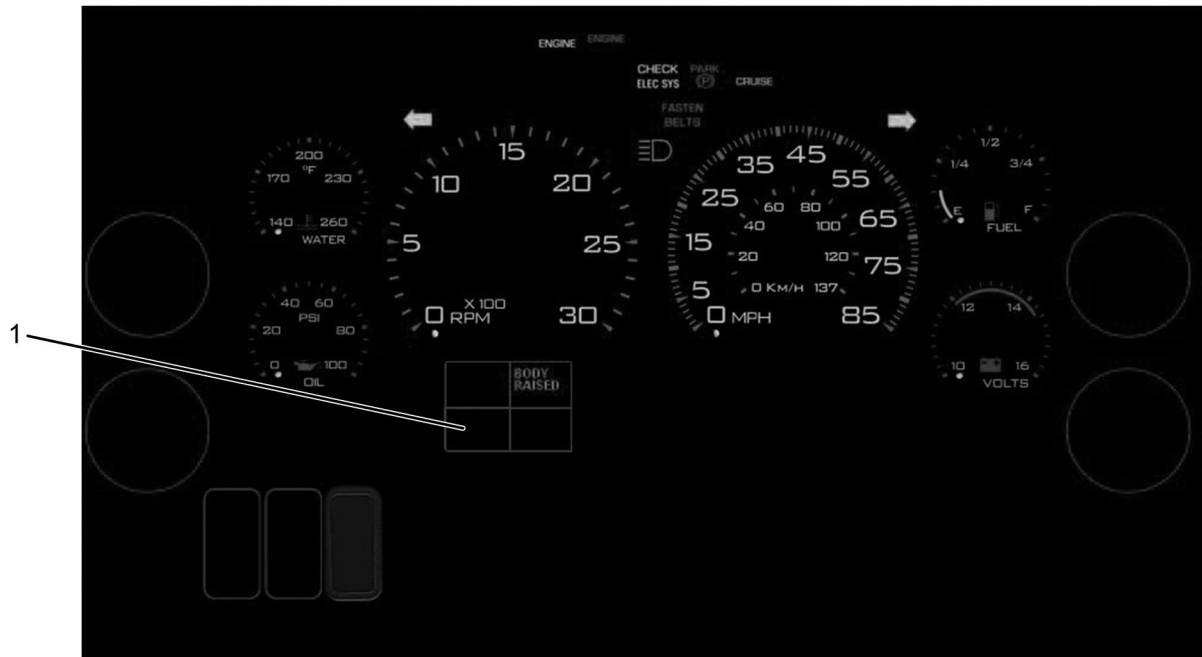 ENGINE ENGINE
CHECK
ELEC SYS
PARK
(P)
CRUISE
FASTEN
BELTS
200
°F
170 230
140 260
WATER
40 60
PSI
20 80
0 100
OIL
15
10 20
5 25
X 100
0 RPM 30
45
35 55
25 65
15 75
5
0 MPH 85
60 80
40 100
20 120
0 KM/H 137
1/2
1/4 3/4
E F
FUEL
12 14
10 16
VOLTS
BODY
RAISED
1